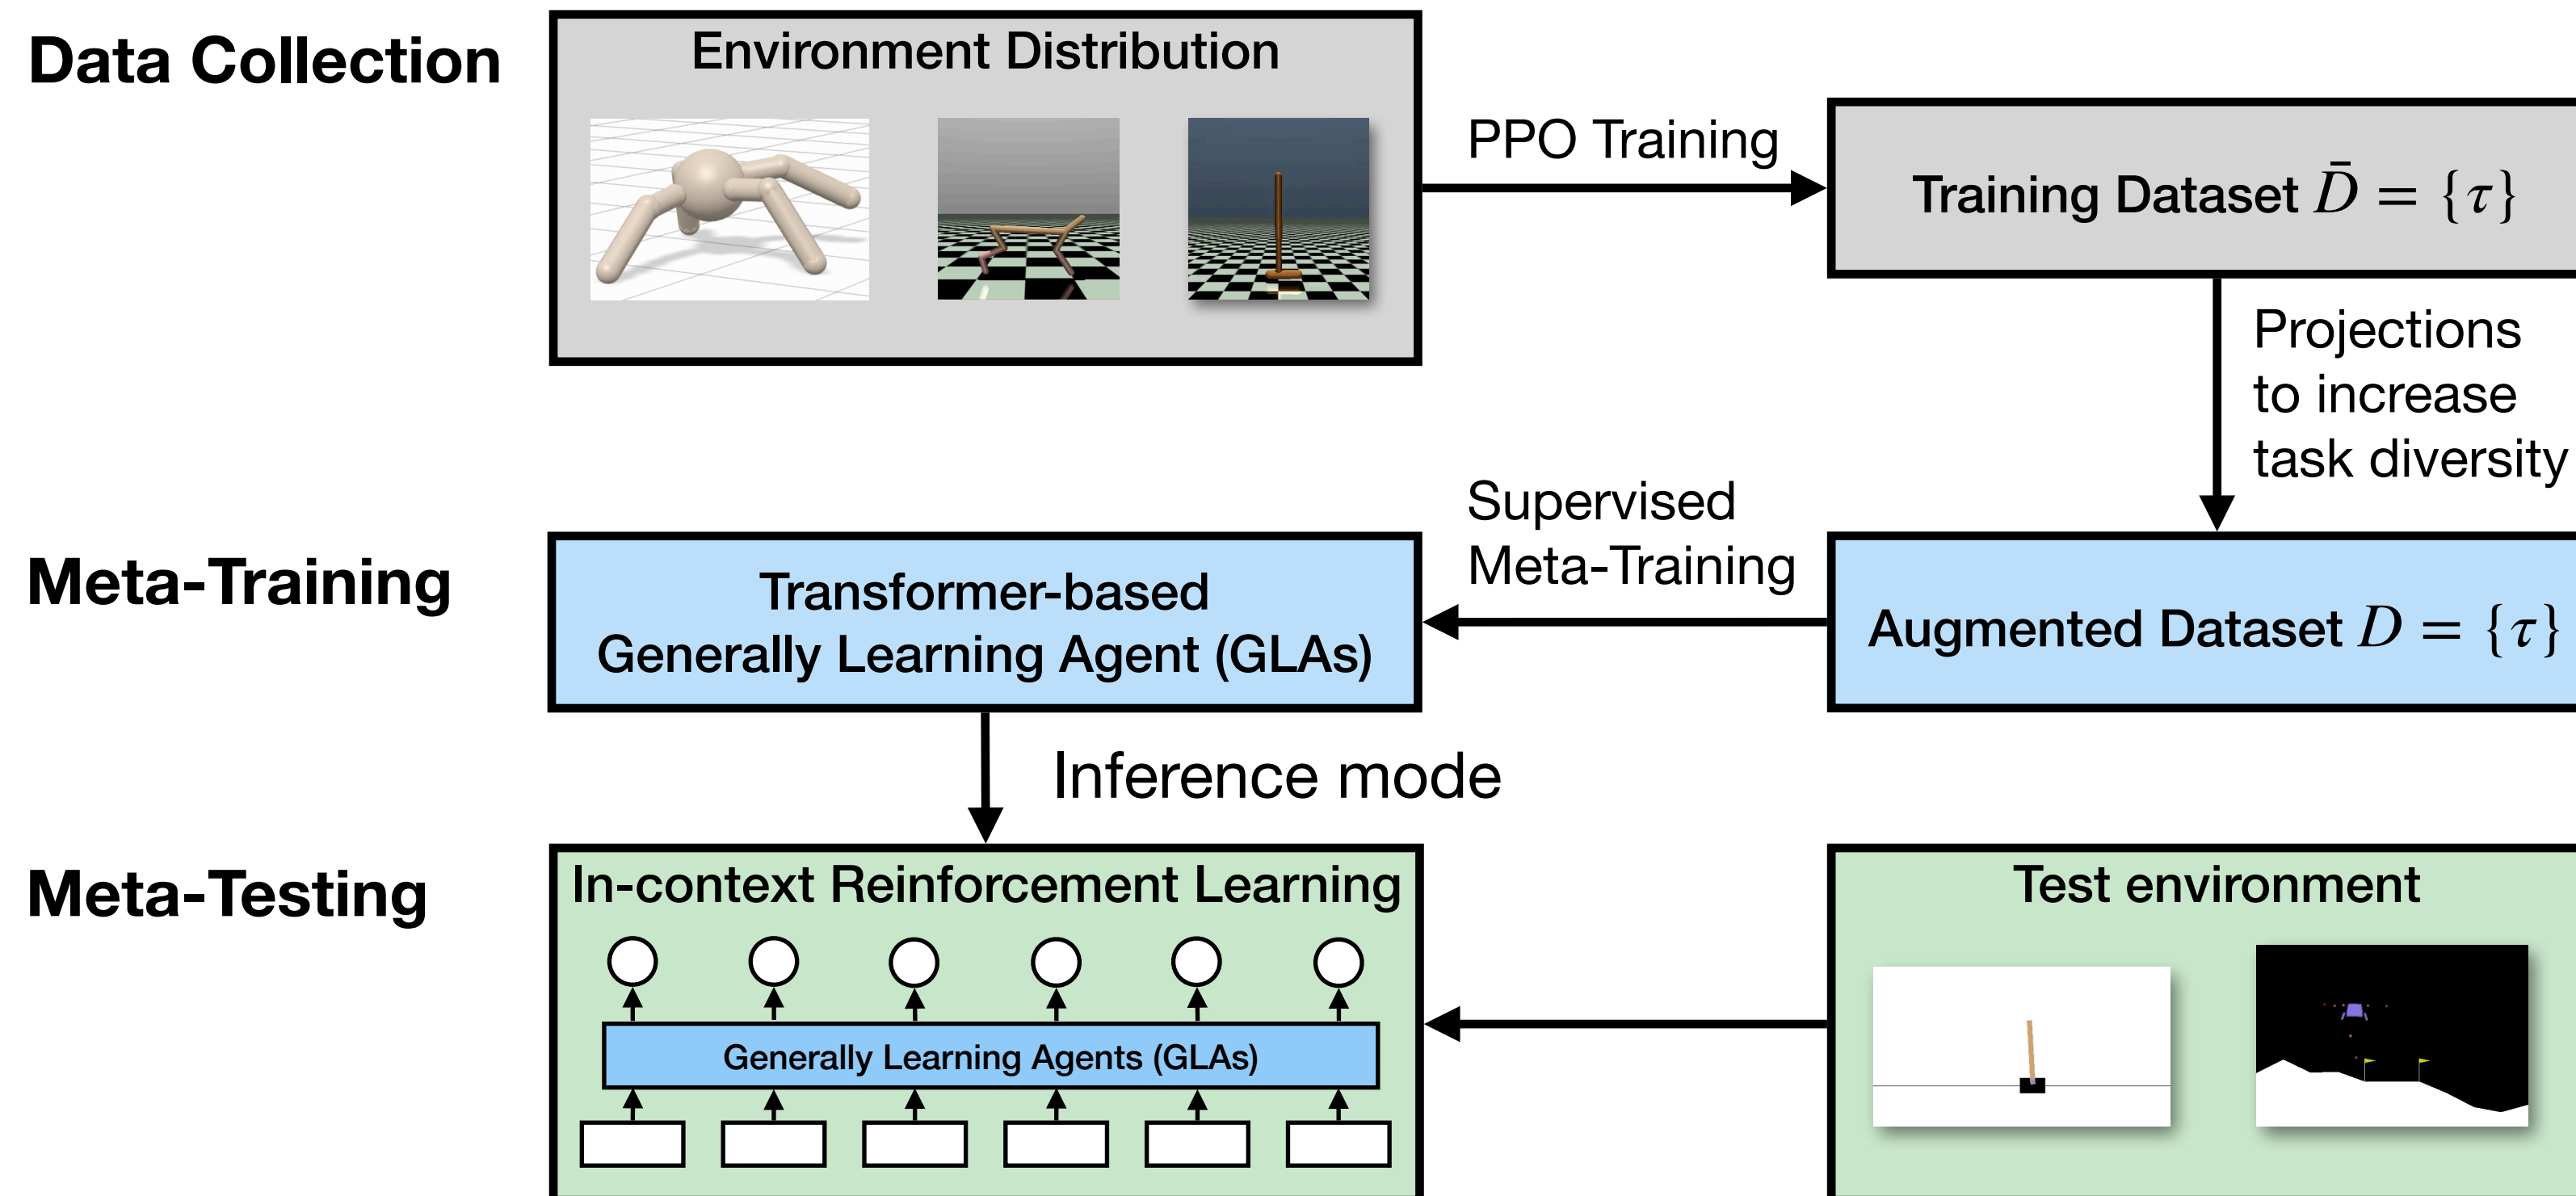 Data Collection
Environment Distribution
PPO Training
Training Dataset D̄ = {τ}
Projections
to increase
task diversity
Supervised
Meta-Training
Meta-Training
Transformer-based
Generally Learning Agent (GLAs)
Augmented Dataset D = {τ}
Inference mode
Meta-Testing
In-context Reinforcement Learning
Generally Learning Agents (GLAs)
Test environment